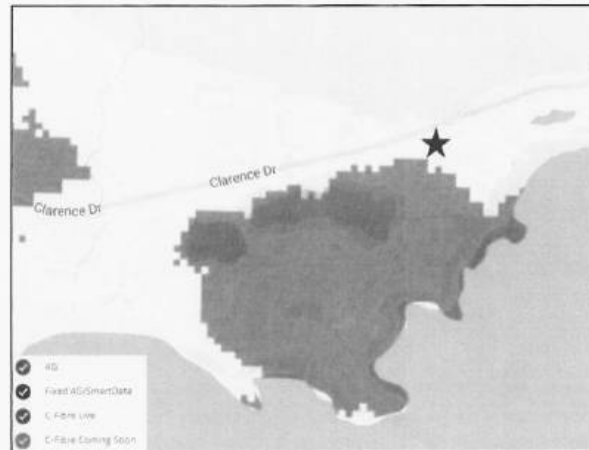 Clarence Dr
Clarence Dr
4G
Fixed 4G/SmartData
C-Fibre Live
C-Fibre Coming Soon